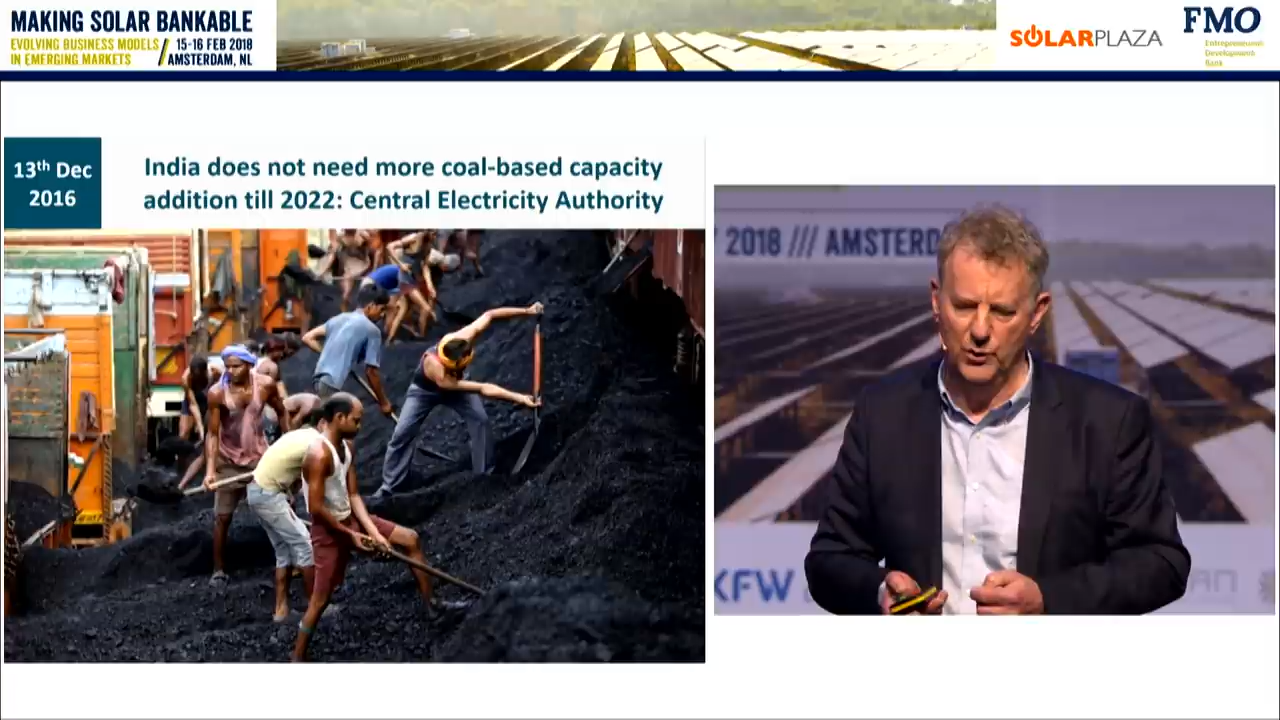 MAKING SOLAR BANKABLE
EVOLVING BUSINESS MODELS
IN EMERGING MARKETS
15-16 FEB 2018
AMSTERDAM, NL
SOLARPLAZA
FMO
Entrepreneurial
Development
Bank
13th Dec
2016
India does not need more coal-based capacity
addition till 2022: Central Electricity Authority
2018 /// AMSTERD
KFW